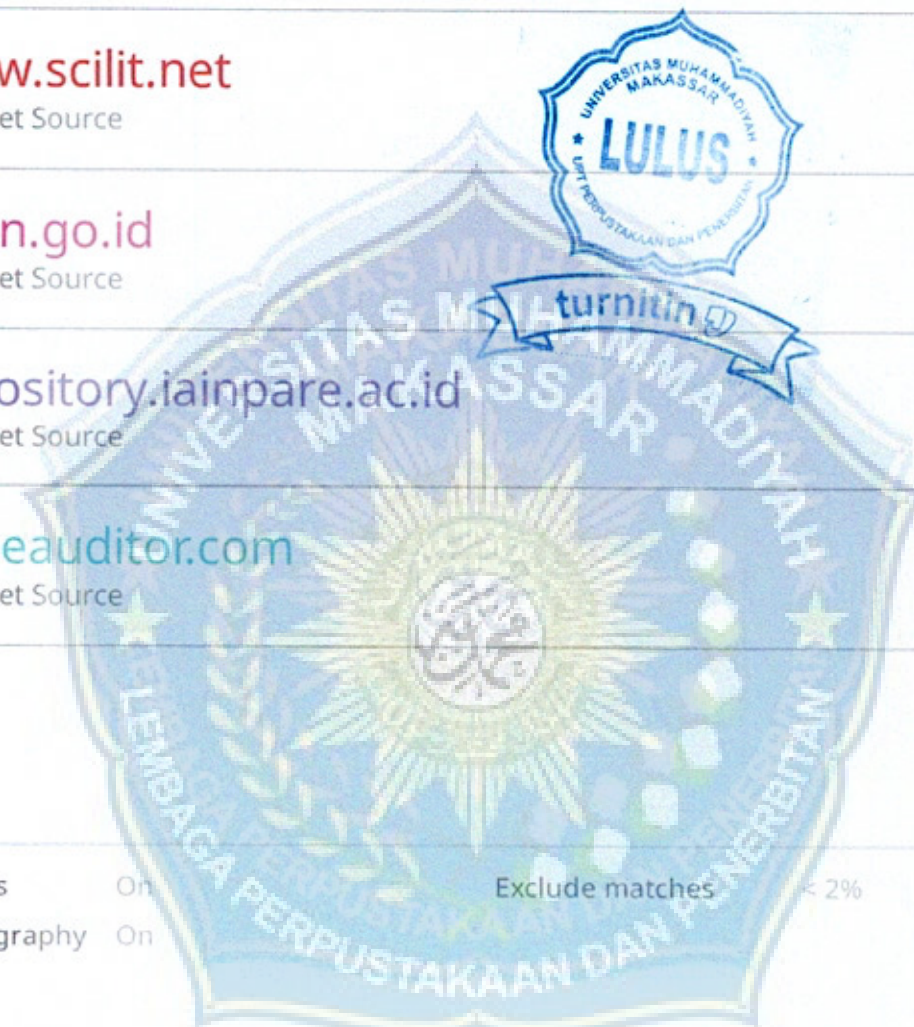 w.scilit.net
et Source
UNIVERSITAS MUHAMMADIYAH
MAKASSAR
LULUS
UPT PERPUSTAKAAN DAN PENERBITAN
turnitin
n.go.id
et Source
ository.iainpare.ac.id
et Source
eauditor.com
et Source
UNIVERSITAS MUHAMMADIYAH
MAKASSAR
LEMBAGA PERPUSTAKAAN DAN PENERBITAN
s On Exclude matches < 2%
graphy On